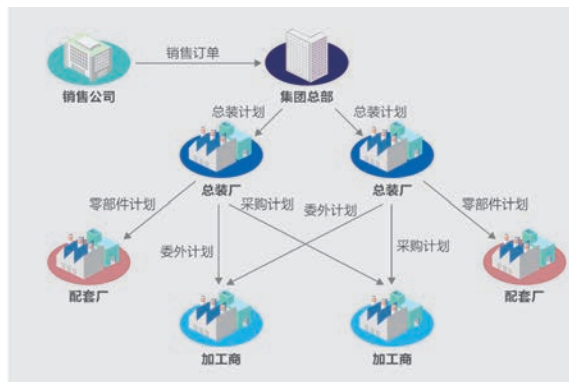 销售订单
销售公司
集团总部
总装计划
总装计划
总装厂
总装厂
零部件计划
采购计划
委外计划
零部件计划
委外计划
采购计划
配套厂
配套厂
加工商
加工商